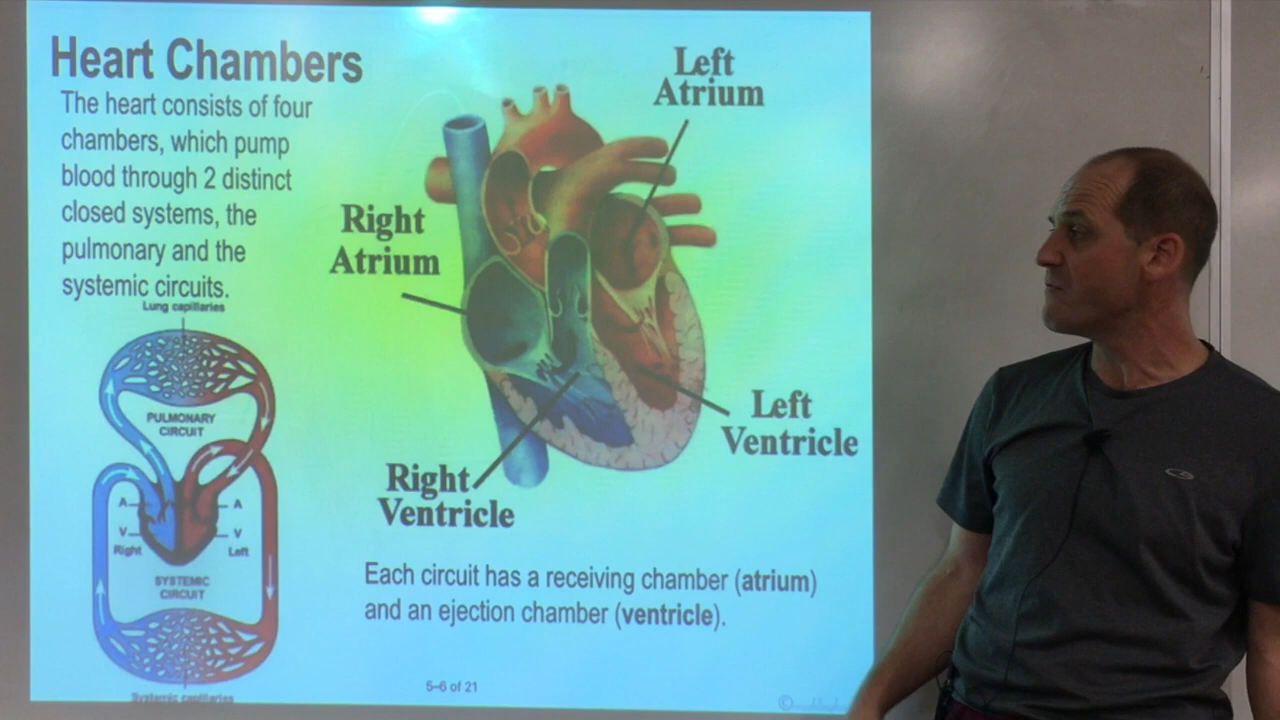 Heart Chambers
The heart consists of four
chambers, which pump
blood through 2 distinct
closed systems, the
pulmonary and the
systemic circuits.
Lung capillaries
PULMONARY
CIRCUIT
A
A
V
V
Right
Left
SYSTEMIC
CIRCUIT
Systemic capillaries
Left
Atrium
Right
Atrium
Left
Ventricle
Right
Ventricle
Each circuit has a receiving chamber (atrium)
and an ejection chamber (ventricle).
5–6 of 21
©